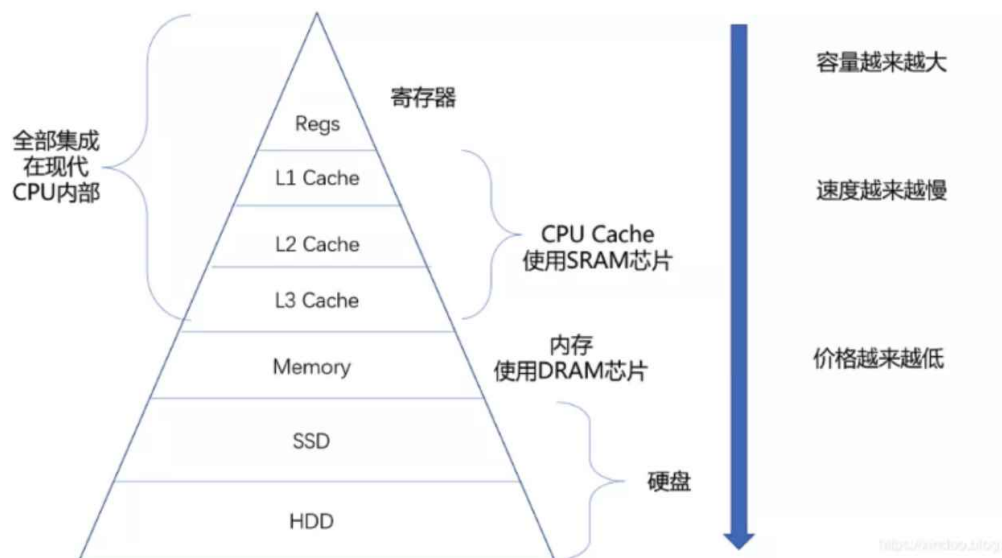 容量越来越大
寄存器
Regs
全部集成
在现代
CPU内部
L1 Cache
速度越来越慢
L2 Cache
CPU Cache
使用SRAM芯片
L3 Cache
内存
使用DRAM芯片
Memory
价格越来越低
SSD
硬盘
HDD